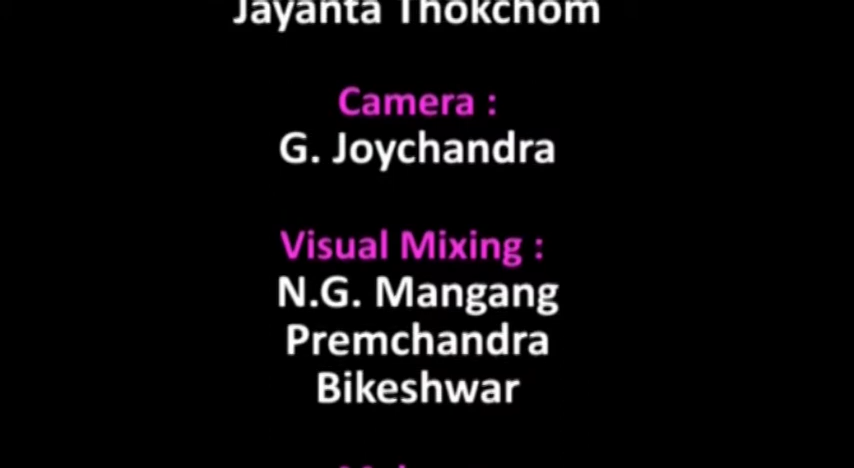 Jayanta Thokchom
Camera :
G. Joychandra
Visual Mixing :
N.G. Mangang
Premchandra
Bikeshwar